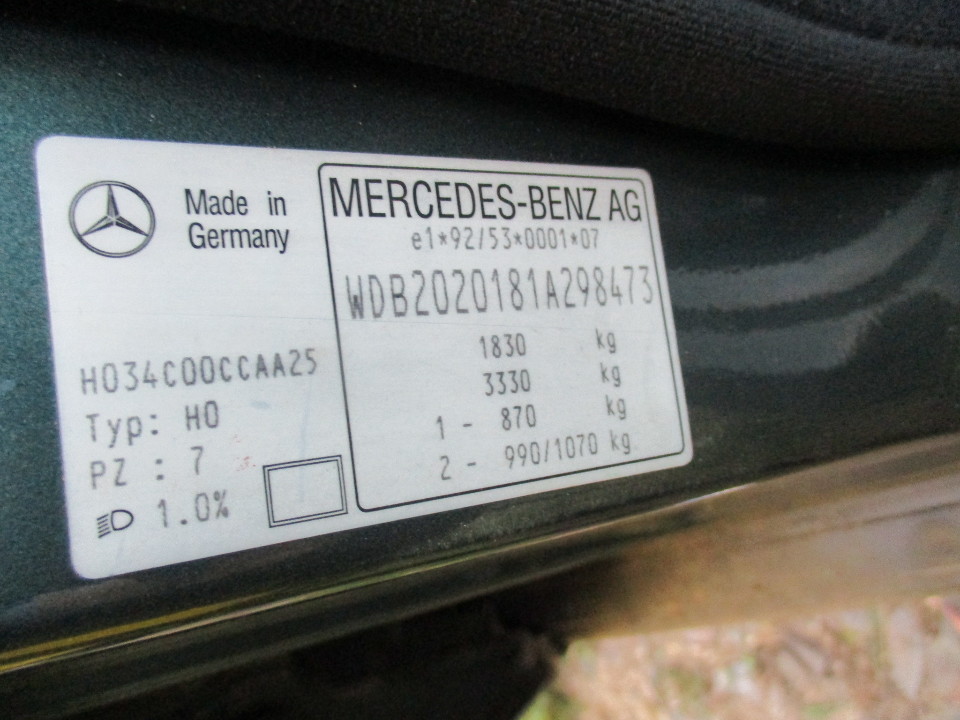 Made in
Germany
H034C00CCAA25
Typ: H0
PZ : 7
1.0%
MERCEDES-BENZ AG
e1*92/53*0001*07
WDB2020181A298473
1830 kg
3330 kg
1 - 870 kg
2 - 990/1070 kg